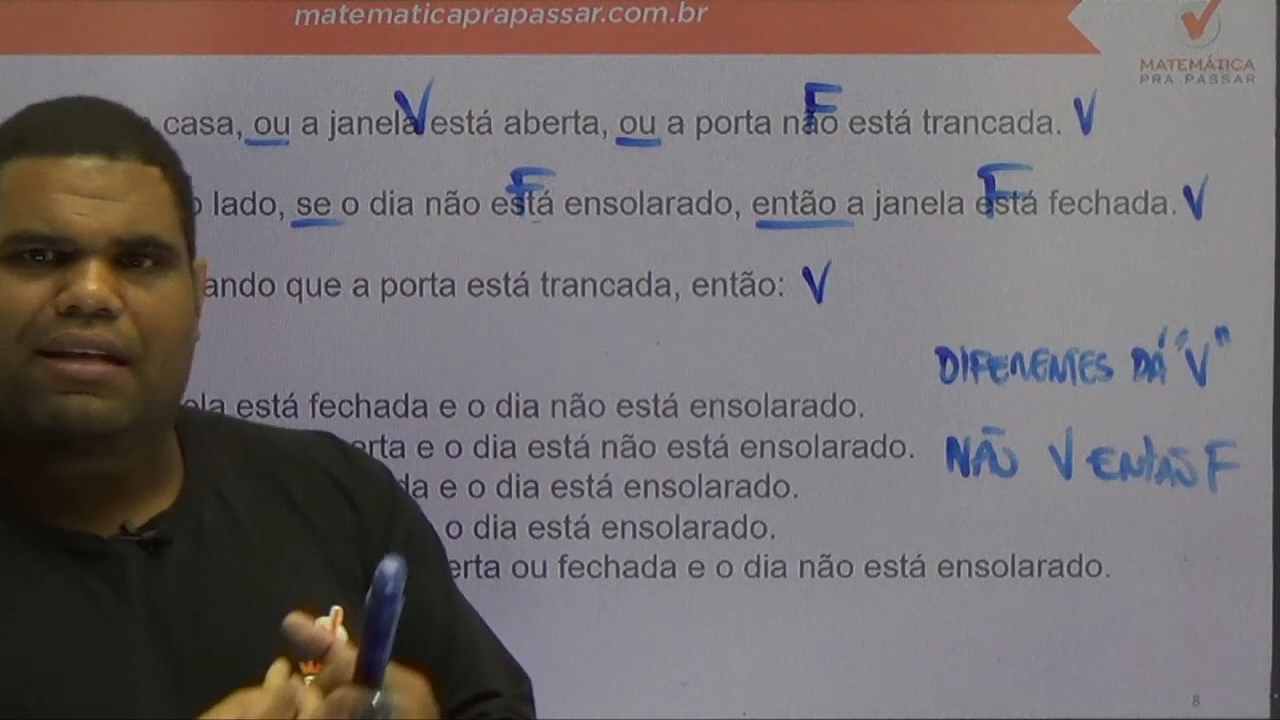 matematicaprapassar.com.br
MATEMÁTICA
PRA PASSAR
V F
casa, ou a janela está aberta, ou a porta não está trancada. V
F F
lado, se o dia não está ensolarado, então a janela está fechada. V
ando que a porta está trancada, então: V
DIFERENTES DÁ "V"
ela está fechada e o dia não está ensolarado.
erta e o dia está não está ensolarado.
NÃO V ENTÃO F
da e o dia está ensolarado.
o dia está ensolarado.
erta ou fechada e o dia não está ensolarado.
8